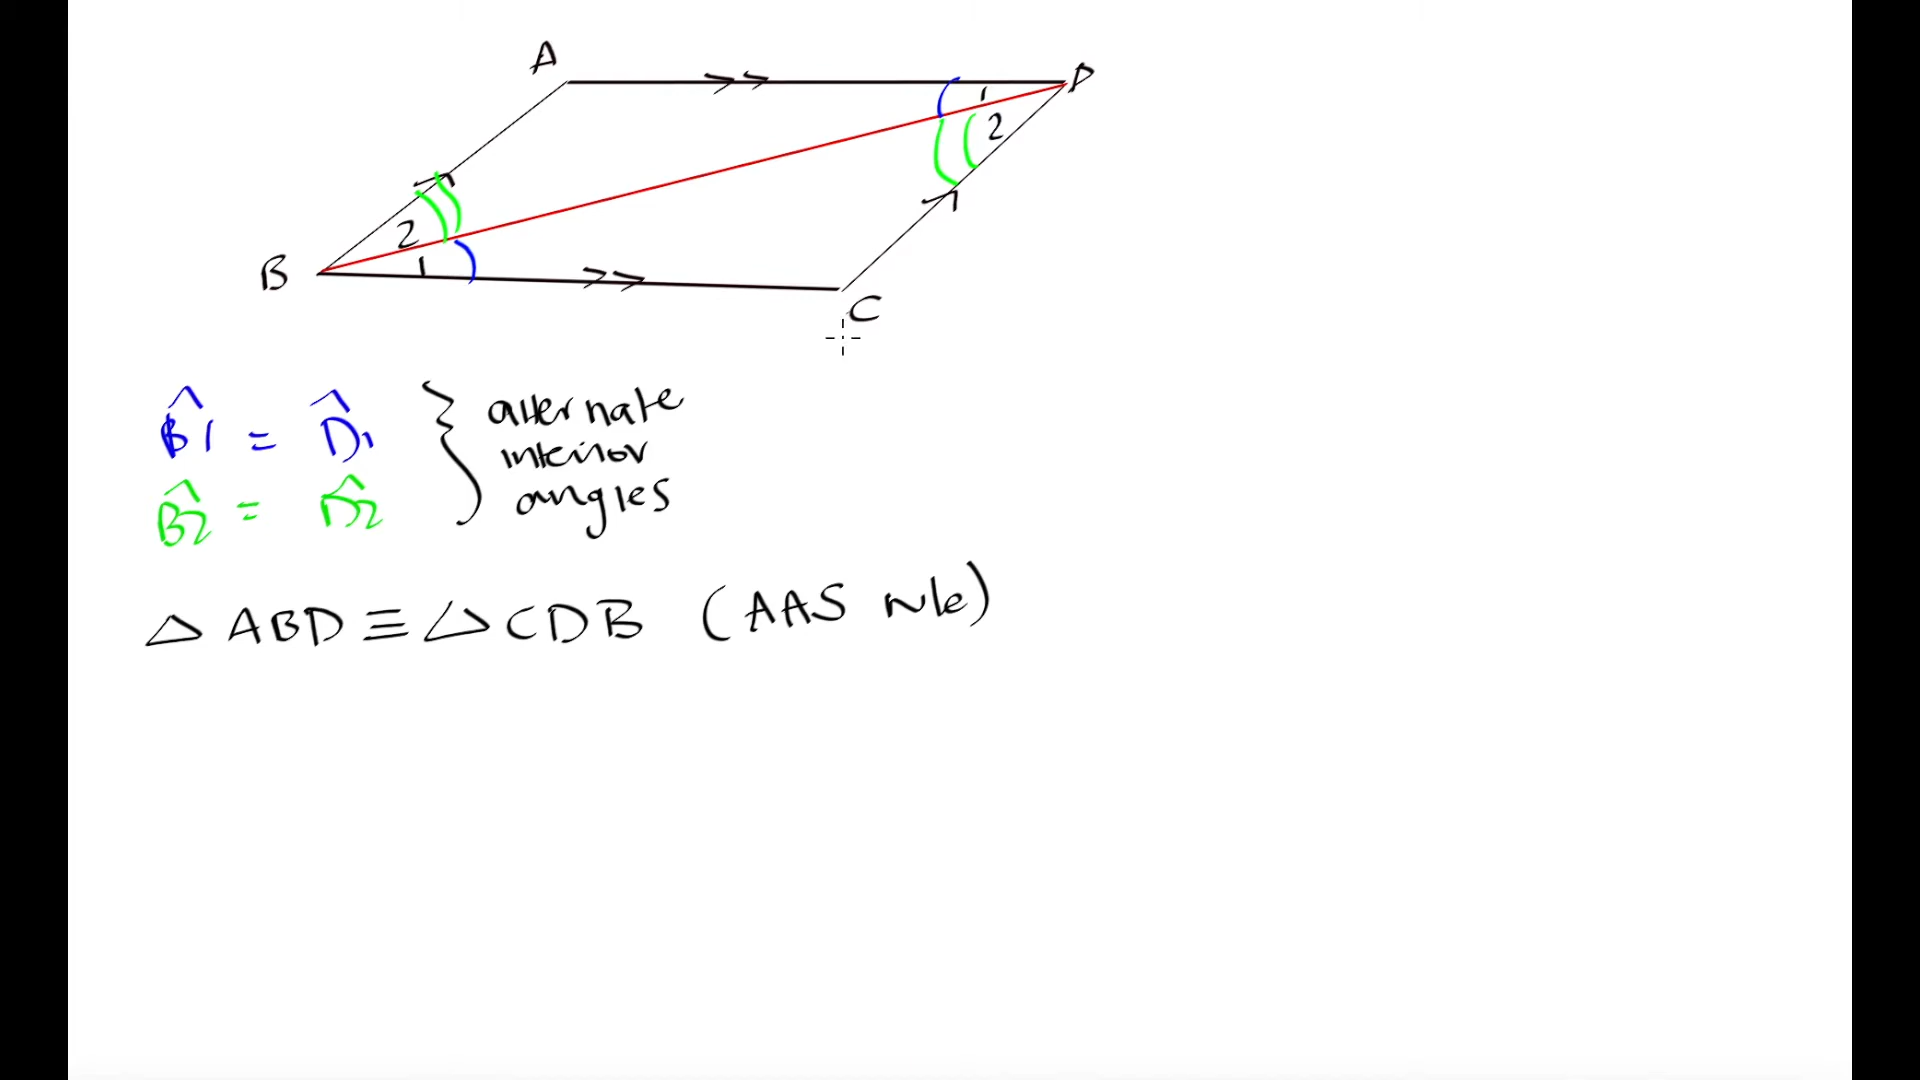 A
D
1
2
2
1
B
C
B̂1 = D̂1
B̂2 = D̂2
alternate
interior
angles
△ ABD ≡ △ CDB (AAS rule)